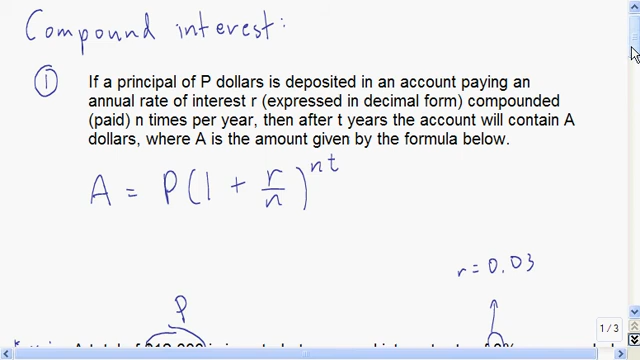 Compound interest:
① If a principal of P dollars is deposited in an account paying an
annual rate of interest r (expressed in decimal form) compounded
(paid) n times per year, then after t years the account will contain A
dollars, where A is the amount given by the formula below.
A = P(1 + r/n)^nt
r = 0.03
P
1 / 3
A total of